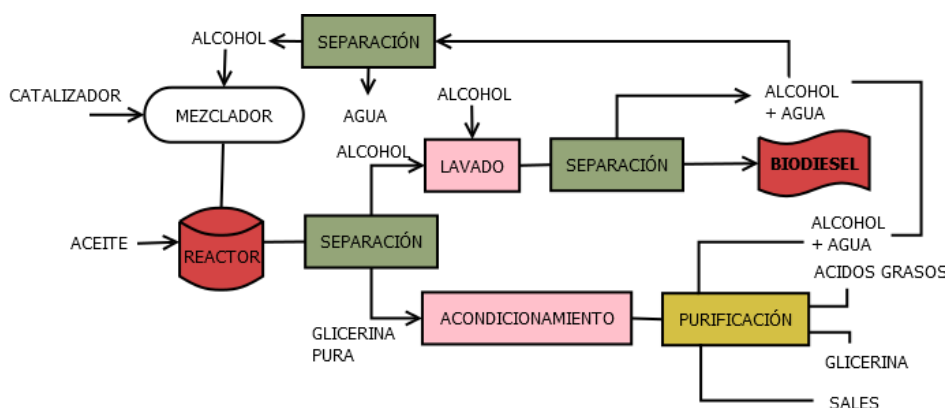 ALCOHOL
SEPARACIÓN
CATALIZADOR
MEZCLADOR
AGUA
ALCOHOL
ALCOHOL
+ AGUA
ALCOHOL
LAVADO
SEPARACIÓN
BIODIESEL
ACEITE
REACTOR
SEPARACIÓN
ALCOHOL
+ AGUA
ACIDOS GRASOS
GLICERINA
PURA
ACONDICIONAMIENTO
PURIFICACIÓN
GLICERINA
SALES